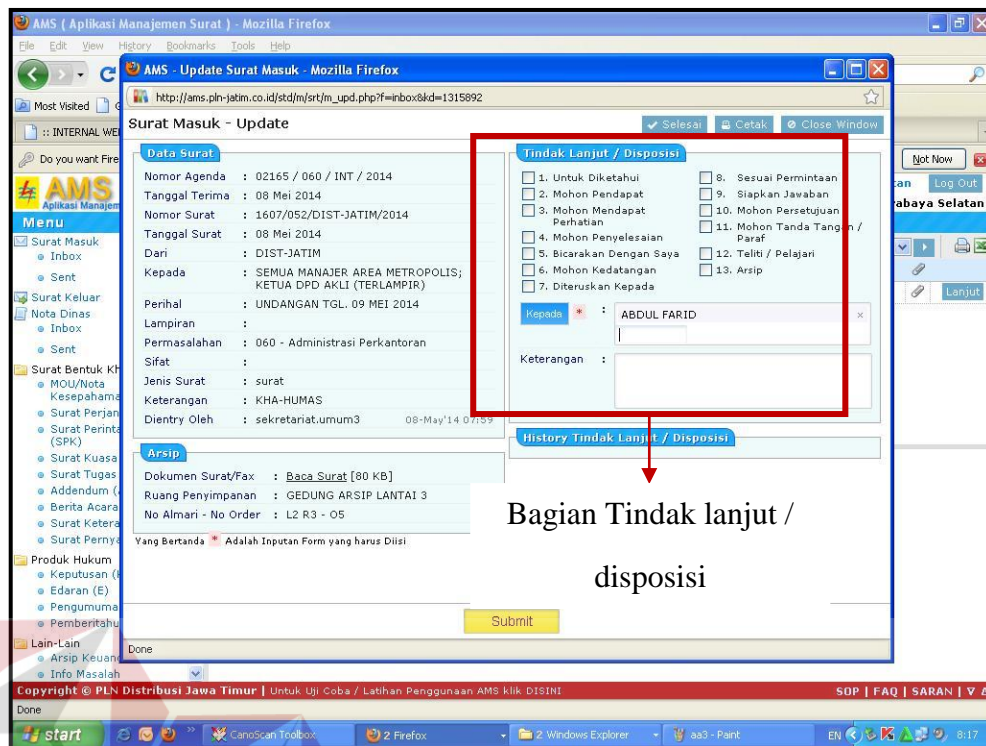 AMS ( Aplikasi Manajemen Surat ) - Mozilla Firefox
File Edit View History Bookmarks Tools Help
Most Visited
:: INTERNAL WE
Do you want Fire
Not Now
AMS
Aplikasi Manajem
Log Out
abaya Selatan
Menu
Surat Masuk
Inbox
Sent
Surat Keluar
Nota Dinas
Inbox
Sent
Surat Bentuk Kh
MOU/Nota
Kesepahama
Surat Perjan
Surat Perinta
(SPK)
Surat Kuasa
Surat Tugas
Addendum (
Berita Acara
Surat Ketera
Surat Pernya
Produk Hukum
Keputusan (
Edaran (E)
Pengumuma
Pemberitahu
Lain-Lain
Arsip Keuan
Info Masalah
Lanjut
AMS - Update Surat Masuk - Mozilla Firefox
http://ams.pln-jatim.co.id/std/m/srt/m_upd.php?f=inbox&kd=1315892
Surat Masuk - Update
Selesai Cetak Close Window
Data Surat
Nomor Agenda : 02165 / 060 / INT / 2014
Tanggal Terima : 08 Mei 2014
Nomor Surat : 1607/052/DIST-JATIM/2014
Tanggal Surat : 08 Mei 2014
Dari : DIST-JATIM
Kepada : SEMUA MANAJER AREA METROPOLIS;
KETUA DPD AKLI (TERLAMPIR)
Perihal : UNDANGAN TGL. 09 MEI 2014
Lampiran :
Permasalahan : 060 - Administrasi Perkantoran
Sifat :
Jenis Surat : surat
Keterangan : KHA-HUMAS
Dientry Oleh : sekretariat.umum3 08-May'14 07:59
Arsip
Dokumen Surat/Fax : Baca Surat [80 KB]
Ruang Penyimpanan : GEDUNG ARSIP LANTAI 3
No Almari - No Order : L2 R3 - O5
Yang Bertanda * Adalah Inputan Form yang harus Diisi
Tindak Lanjut / Disposisi
1. Untuk Diketahui
2. Mohon Pendapat
3. Mohon Mendapat
Perhatian
4. Mohon Penyelesaian
5. Bicarakan Dengan Saya
6. Mohon Kedatangan
7. Diteruskan Kepada
8. Sesuai Permintaan
9. Siapkan Jawaban
10. Mohon Persetujuan
11. Mohon Tanda Tangan /
Paraf
12. Teliti / Pelajari
13. Arsip
Kepada * : ABDUL FARID ×
Keterangan :
History Tindak Lanjut / Disposisi
Bagian Tindak lanjut /
disposisi
Submit
Done
Copyright © PLN Distribusi Jawa Timur | Untuk Uji Coba / Latihan Penggunaan AMS klik DISINI
SOP | FAQ | SARAN |
Done
start
CanoScan Toolbox
2 Firefox
2 Windows Explorer
aa3 - Paint
EN
8:17